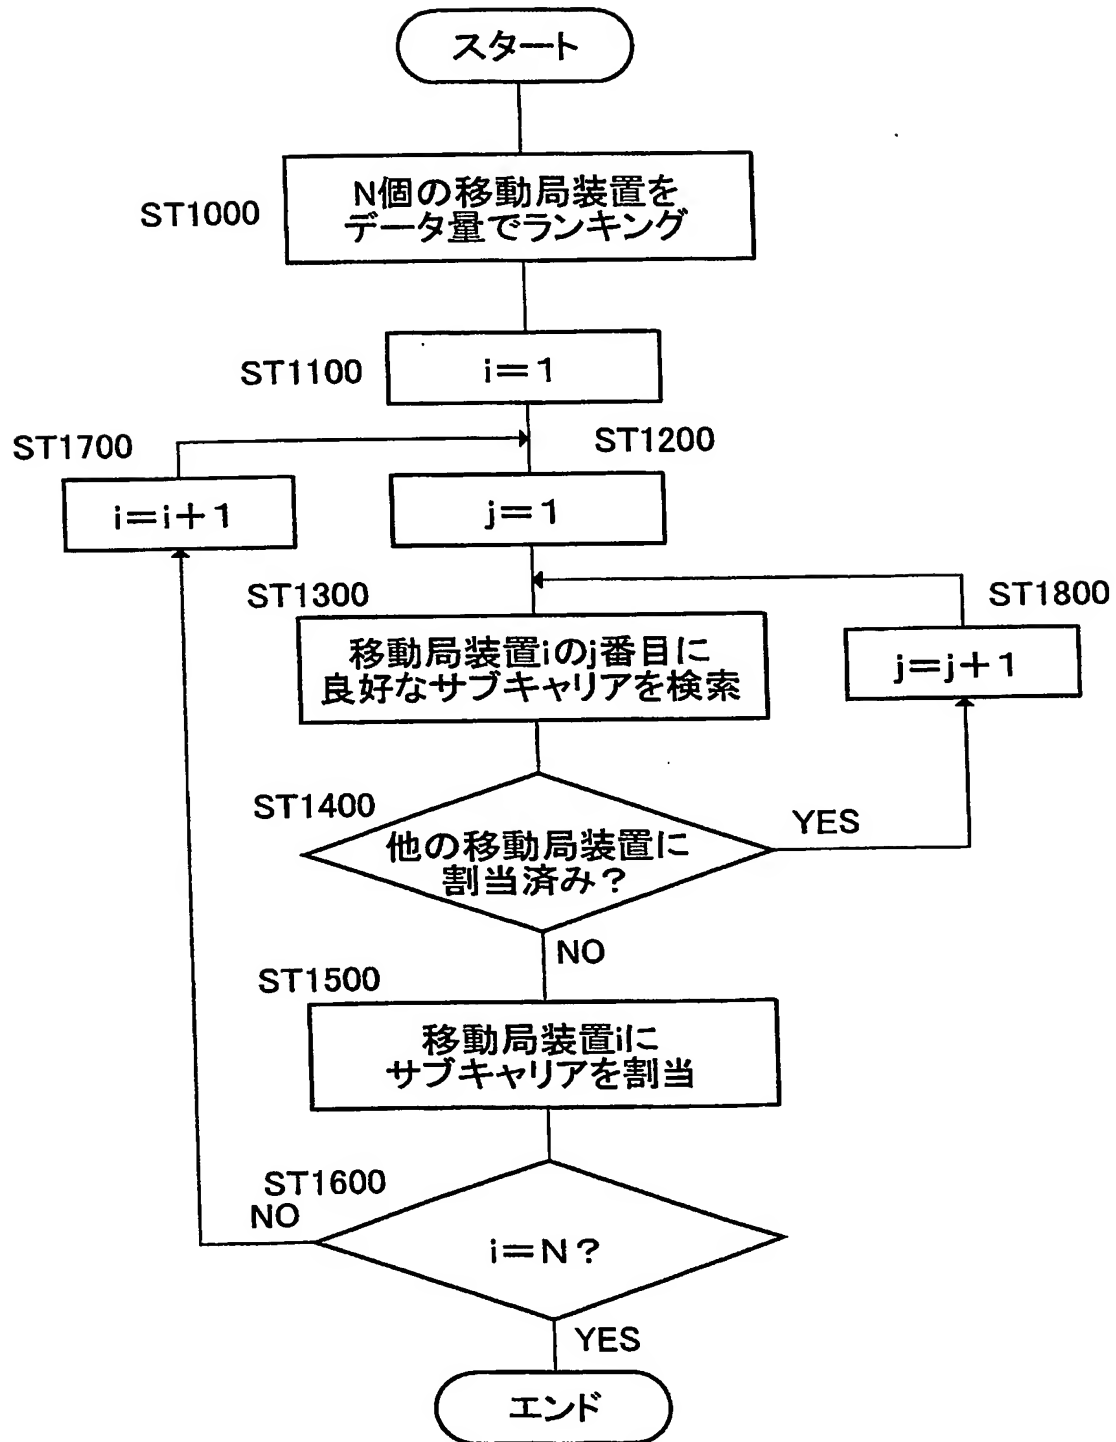 スタート
ST1000
N個の移動局装置を
データ量でランキング
ST1100
i=1
ST1700
i=i+1
ST1200
j=1
ST1300
移動局装置iのj番目に
良好なサブキャリアを検索
ST1800
j=j+1
ST1400
他の移動局装置に
割当済み?
YES
NO
ST1500
移動局装置iに
サブキャリアを割当
ST1600
NO
i=N?
YES
エンド